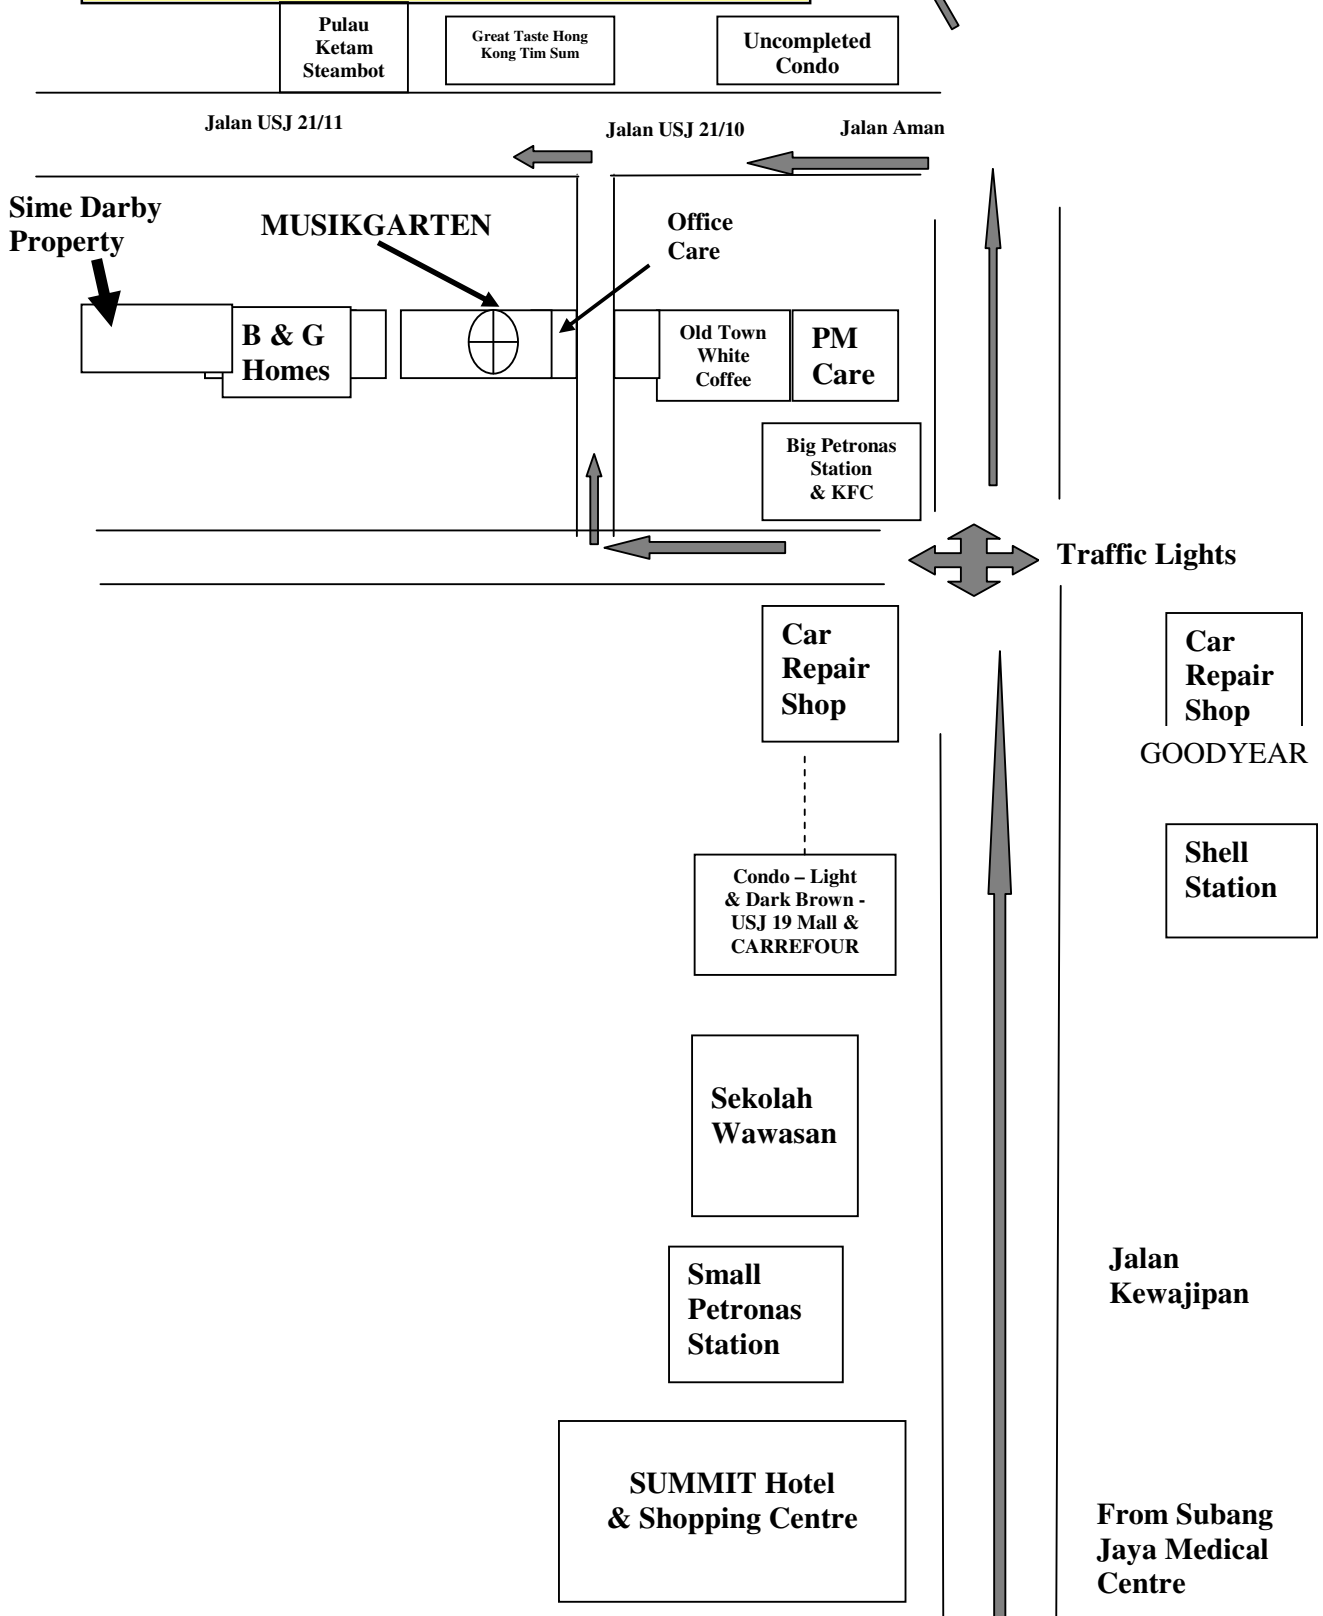 Pulau
Ketam
Steambot
Great Taste Hong
Kong Tim Sum
Uncompleted
Condo
Jalan USJ 21/11
Jalan USJ 21/10
Jalan Aman
Sime Darby
Property
MUSIKGARTEN
Office
Care
B & G
Homes
Old Town
White
Coffee
PM
Care
Big Petronas
Station
& KFC
Traffic Lights
Car
Repair
Shop
Car
Repair
Shop
GOODYEAR
Condo – Light
& Dark Brown -
USJ 19 Mall &
CARREFOUR
Shell
Station
Sekolah
Wawasan
Small
Petronas
Station
Jalan
Kewajipan
SUMMIT Hotel
& Shopping Centre
From Subang
Jaya Medical
Centre